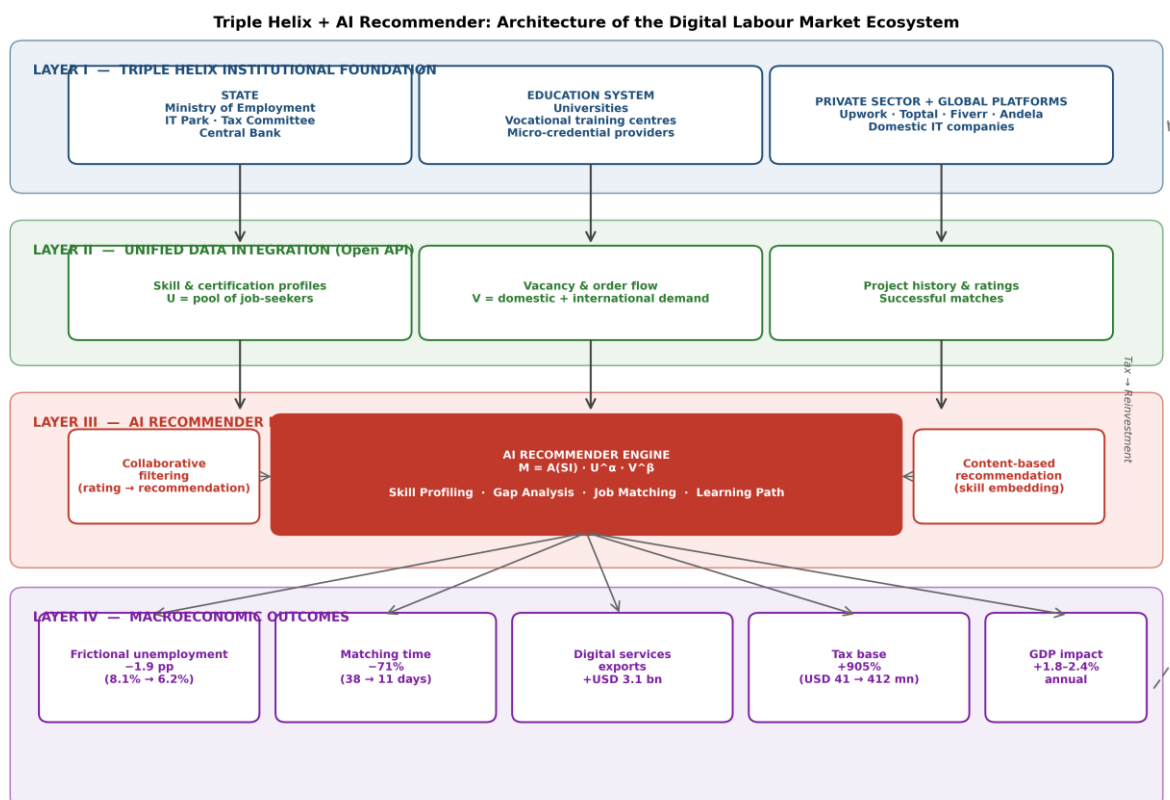 Triple Helix + AI Recommender: Architecture of the Digital Labour Market Ecosystem
LAYER I — TRIPLE HELIX INSTITUTIONAL FOUNDATION
STATE
Ministry of Employment
IT Park · Tax Committee
Central Bank
EDUCATION SYSTEM
Universities
Vocational training centres
Micro-credential providers
PRIVATE SECTOR + GLOBAL PLATFORMS
Upwork · Toptal · Fiverr · Andela
Domestic IT companies
LAYER II — UNIFIED DATA INTEGRATION (Open API)
Skill & certification profiles
U = pool of job-seekers
Vacancy & order flow
V = domestic + international demand
Project history & ratings
Successful matches
Tax → Reinvestment
LAYER III — AI RECOMMENDER
Collaborative
filtering
(rating → recommendation)
AI RECOMMENDER ENGINE
M = A(SI) · U^α · V^β
Skill Profiling · Gap Analysis · Job Matching · Learning Path
Content-based
recommendation
(skill embedding)
LAYER IV — MACROECONOMIC OUTCOMES
Frictional unemployment
−1.9 pp
(8.1% → 6.2%)
Matching time
−71%
(38 → 11 days)
Digital services
exports
+USD 3.1 bn
Tax base
+905%
(USD 41 → 412 mn)
GDP impact
+1.8–2.4%
annual